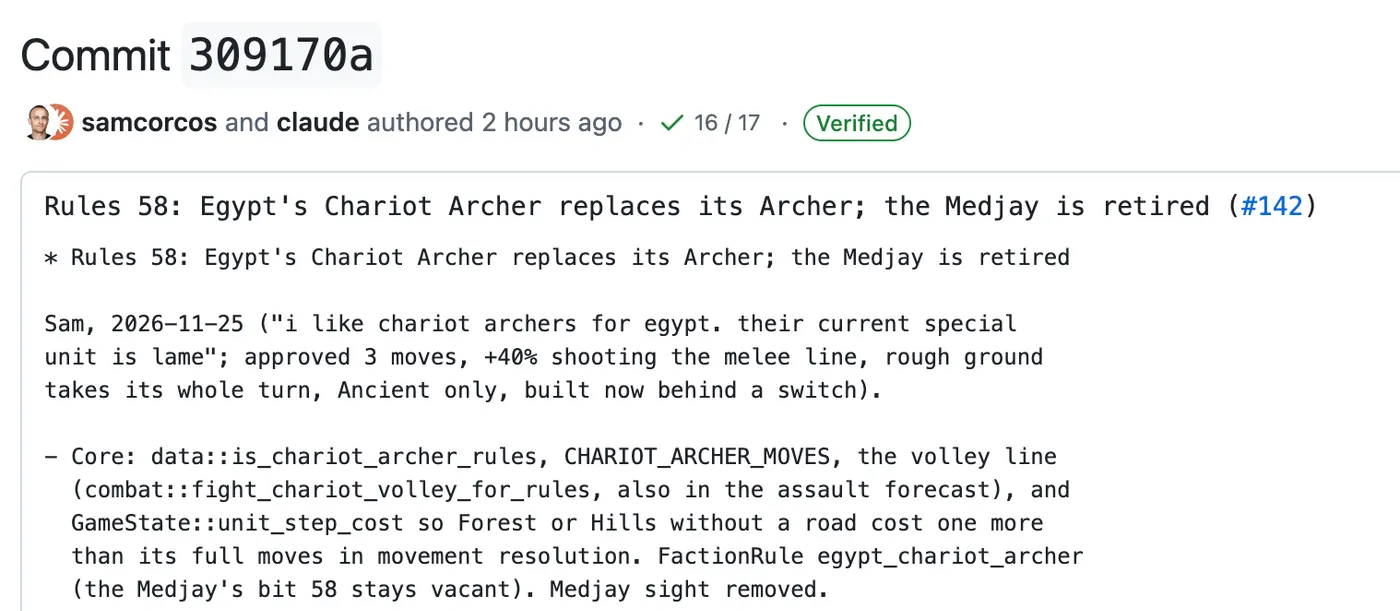 Commit 309170a
samcorcos and claude authored 2 hours ago · 16 / 17 · Verified
Rules 58: Egypt's Chariot Archer replaces its Archer; the Medjay is retired (#142)
* Rules 58: Egypt's Chariot Archer replaces its Archer; the Medjay is retired
Sam, 2026-11-25 ("i like chariot archers for egypt. their current special
unit is lame"; approved 3 moves, +40% shooting the melee line, rough ground
takes its whole turn, Ancient only, built now behind a switch).
- Core: data::is_chariot_archer_rules, CHARIOT_ARCHER_MOVES, the volley line
(combat::fight_chariot_volley_for_rules, also in the assault forecast), and
GameState::unit_step_cost so Forest or Hills without a road cost one more
than its full moves in movement resolution. FactionRule egypt_chariot_archer
(the Medjay's bit 58 stays vacant). Medjay sight removed.